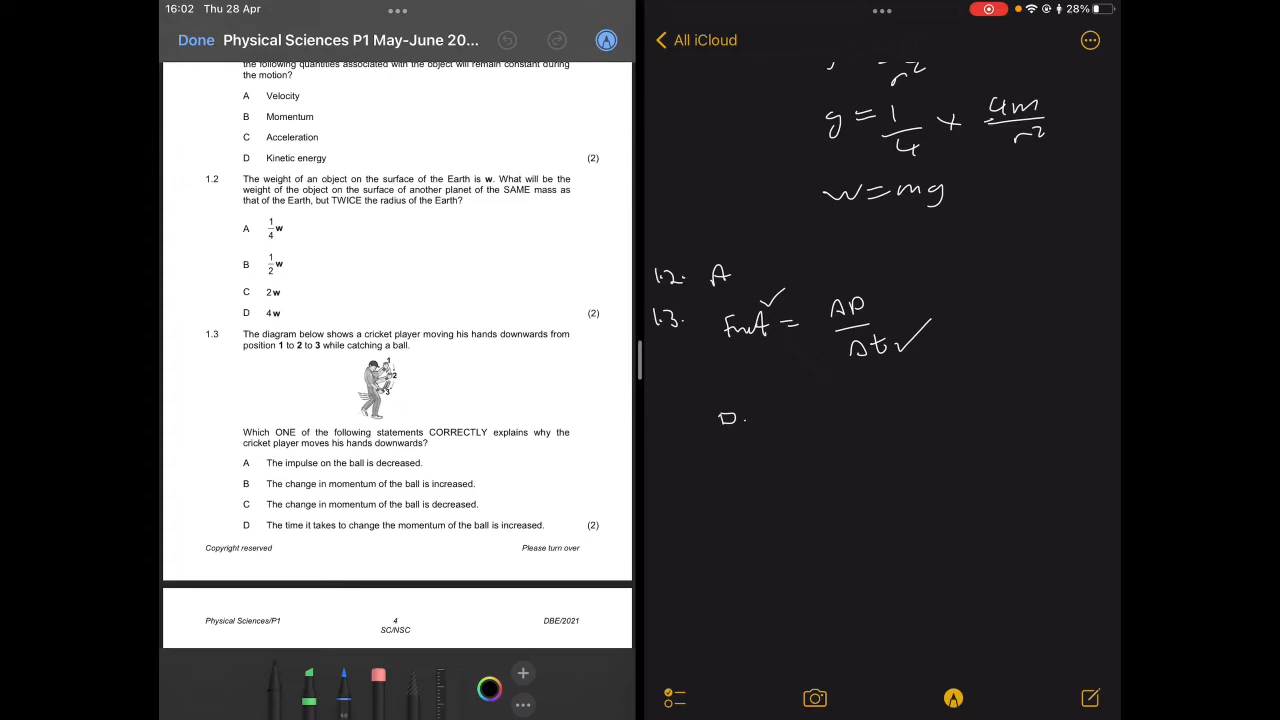 16:02 Thu 28 Apr
28%
Done Physical Sciences P1 May-June 20...
All iCloud
the following quantities associated with the object will remain constant during
the motion?
A Velocity
B Momentum
C Acceleration
D Kinetic energy (2)
1.2 The weight of an object on the surface of the Earth is w. What will be the
weight of the object on the surface of another planet of the SAME mass as
that of the Earth, but TWICE the radius of the Earth?
A 1/4 w
B 1/2 w
C 2w
D 4w (2)
1.3 The diagram below shows a cricket player moving his hands downwards from
position 1 to 2 to 3 while catching a ball.
1
2
3
Which ONE of the following statements CORRECTLY explains why the
cricket player moves his hands downwards?
A The impulse on the ball is decreased.
B The change in momentum of the ball is increased.
C The change in momentum of the ball is decreased.
D The time it takes to change the momentum of the ball is increased. (2)
Copyright reserved Please turn over
Physical Sciences/P1 4 DBE/2021
SC/NSC
r²
g = 1/4 × GM/r²
w = mg
1.2. A
1.3. Fnet = ΔP/Δt
D.